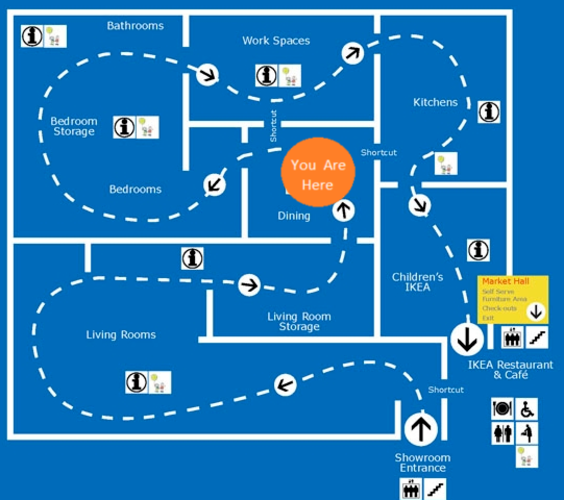 Bathrooms
Work Spaces
Kitchens
Bedroom
Storage
Shortcut
Shortcut
You Are
Here
Bedrooms
Dining
Children's
IKEA
Market Hall
Self Serve
Furniture Area
Check-outs
Exit
Living Room
Storage
Living Rooms
IKEA Restaurant
& Café
Shortcut
Showroom
Entrance